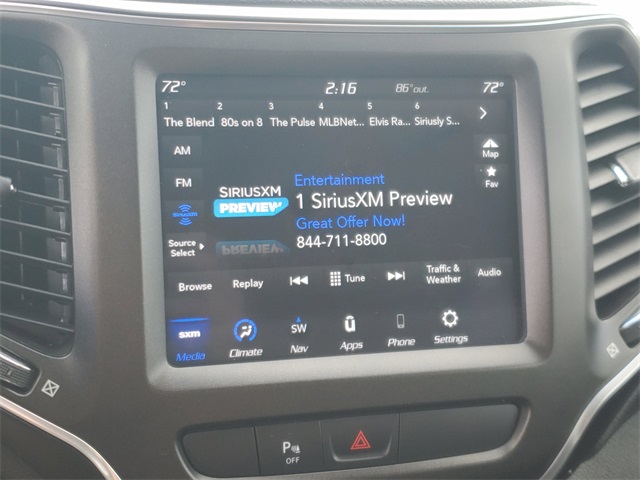 72° 2:16 86°out. 72°
1 2 3 4 5 6
The Blend 80s on 8 The Pulse MLBNet... Elvis Ra... Siriusly S...
AM
Map
FM
Fav
SiriusXM
Source Select
SIRIUSXM
PREVIEW
Entertainment
1 SiriusXM Preview
Great Offer Now!
844-711-8800
Browse Replay Tune Traffic & Weather Audio
sxm SW
Media Climate Nav Apps Phone Settings
P OFF